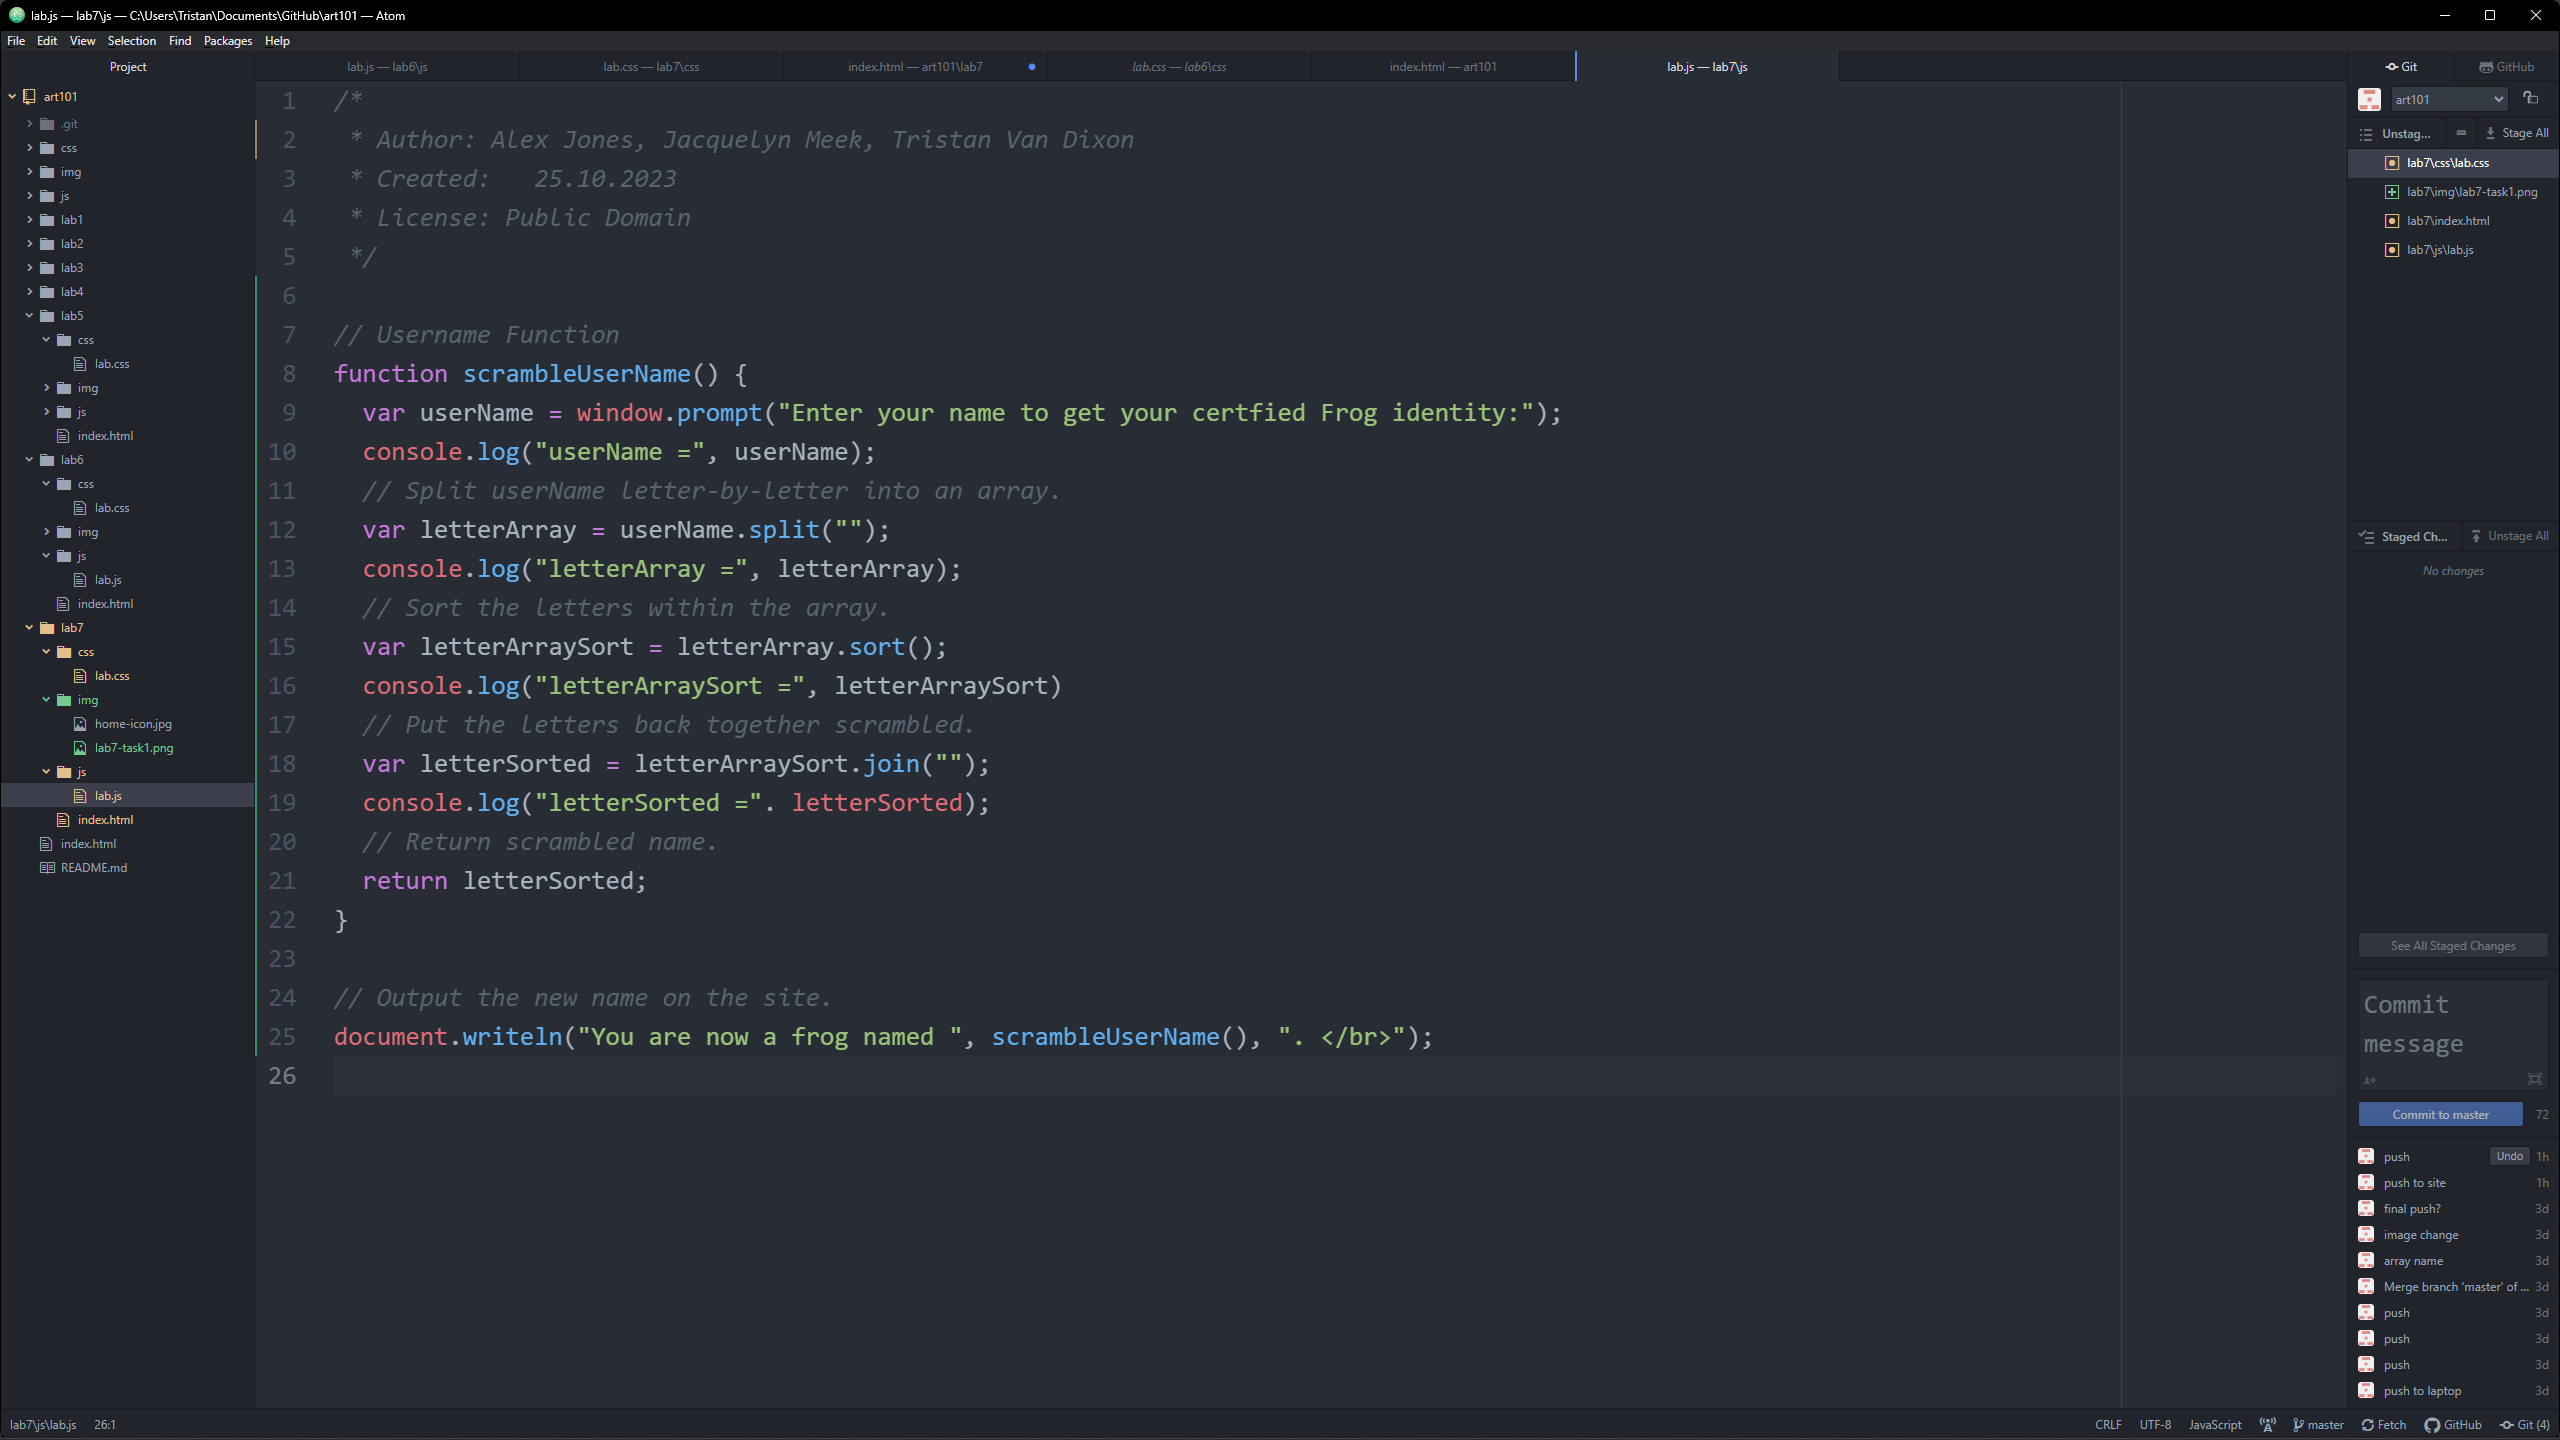 lab.js — lab7\js — C:\Users\Tristan\Documents\GitHub\art101 — Atom
File Edit View Selection Find Packages Help
Project
art101
.git
css
img
js
lab1
lab2
lab3
lab4
lab5
css
lab.css
img
js
index.html
lab6
css
lab.css
img
js
lab.js
index.html
lab7
css
lab.css
img
home-icon.jpg
lab7-task1.png
js
lab.js
index.html
index.html
README.md
lab.js — lab6\js lab.css — lab7\css index.html — art101\lab7 lab.css — lab6\css index.html — art101 lab.js — lab7\js
1 /*
2  * Author: Alex Jones, Jacquelyn Meek, Tristan Van Dixon
3  * Created:   25.10.2023
4  * License: Public Domain
5  */
6
7 // Username Function
8 function scrambleUserName() {
9   var userName = window.prompt("Enter your name to get your certfied Frog identity:");
10   console.log("userName =", userName);
11   // Split userName letter-by-letter into an array.
12   var letterArray = userName.split("");
13   console.log("letterArray =", letterArray);
14   // Sort the letters within the array.
15   var letterArraySort = letterArray.sort();
16   console.log("letterArraySort =", letterArraySort)
17   // Put the letters back together scrambled.
18   var letterSorted = letterArraySort.join("");
19   console.log("letterSorted =". letterSorted);
20   // Return scrambled name.
21   return letterSorted;
22 }
23
24 // Output the new name on the site.
25 document.writeln("You are now a frog named ", scrambleUserName(), ". </br>");
26
Git GitHub
art101
Unstag... Stage All
lab7\css\lab.css
lab7\img\lab7-task1.png
lab7\index.html
lab7\js\lab.js
Staged Ch... Unstage All
No changes
See All Staged Changes
Commit
message
Commit to master 72
push Undo 1h
push to site 1h
final push? 3d
image change 3d
array name 3d
Merge branch 'master' of ... 3d
push 3d
push 3d
push 3d
push to laptop 3d
lab7\js\lab.js 26:1 CRLF UTF-8 JavaScript master Fetch GitHub Git (4)